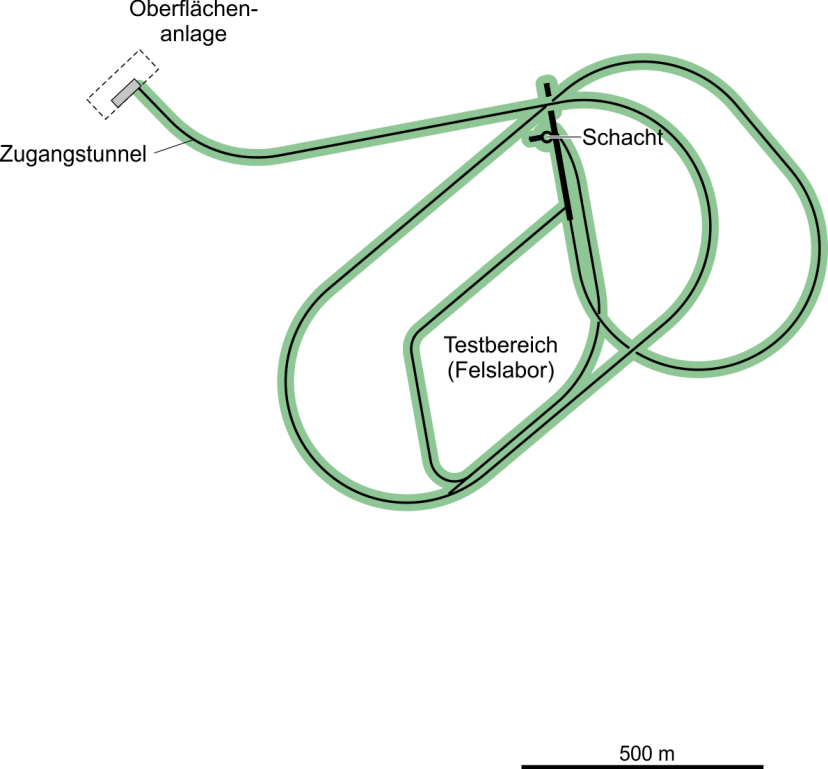 Oberflächen-
anlage
Zugangstunnel
Schacht
Testbereich
(Felslabor)
500 m